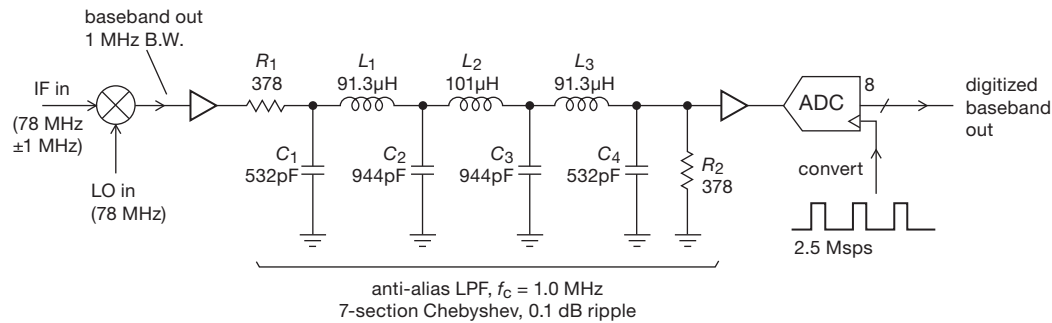 baseband out
1 MHz B.W.
IF in
(78 MHz
±1 MHz)
LO in
(78 MHz)
R1
378
L1
91.3μH
L2
101μH
L3
91.3μH
C1
532pF
C2
944pF
C3
944pF
C4
532pF
R2
378
ADC
8
digitized
baseband
out
convert
2.5 Msps
anti-alias LPF, fc = 1.0 MHz
7-section Chebyshev, 0.1 dB ripple